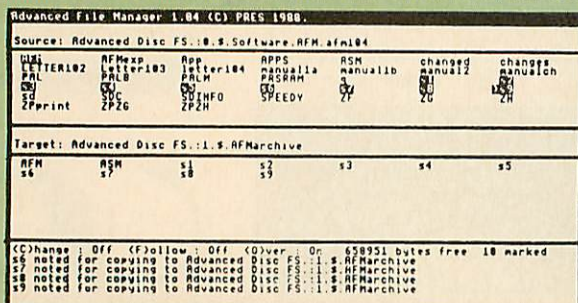 Advanced File Manager 1.04 (C) PRES 1988.
Source: Advanced Disc FS.:0.$.Software.AFM.afm104
AFMexp App APPS ASM changed changes
LETTER102 Letter103 letter104 manual1a manual1b manual2 manualch
PAL PALB PALM PASRAM
sd SDC SDINFO SPEEDY ZF ZG ZH
ZPprint ZPZG ZPZH
Target: Advanced Disc FS.:1.$.AFMarchive
AFM ASM s1 s2 s3 s4 s5
s6 s7 s8 s9
(C)hange : Off (F)ollow : Off (O)ver : On 658951 bytes free 10 marked
s6 noted for copying to Advanced Disc FS.:1.$.AFMarchive
s7 noted for copying to Advanced Disc FS.:1.$.AFMarchive
s8 noted for copying to Advanced Disc FS.:1.$.AFMarchive
s9 noted for copying to Advanced Disc FS.:1.$.AFMarchive